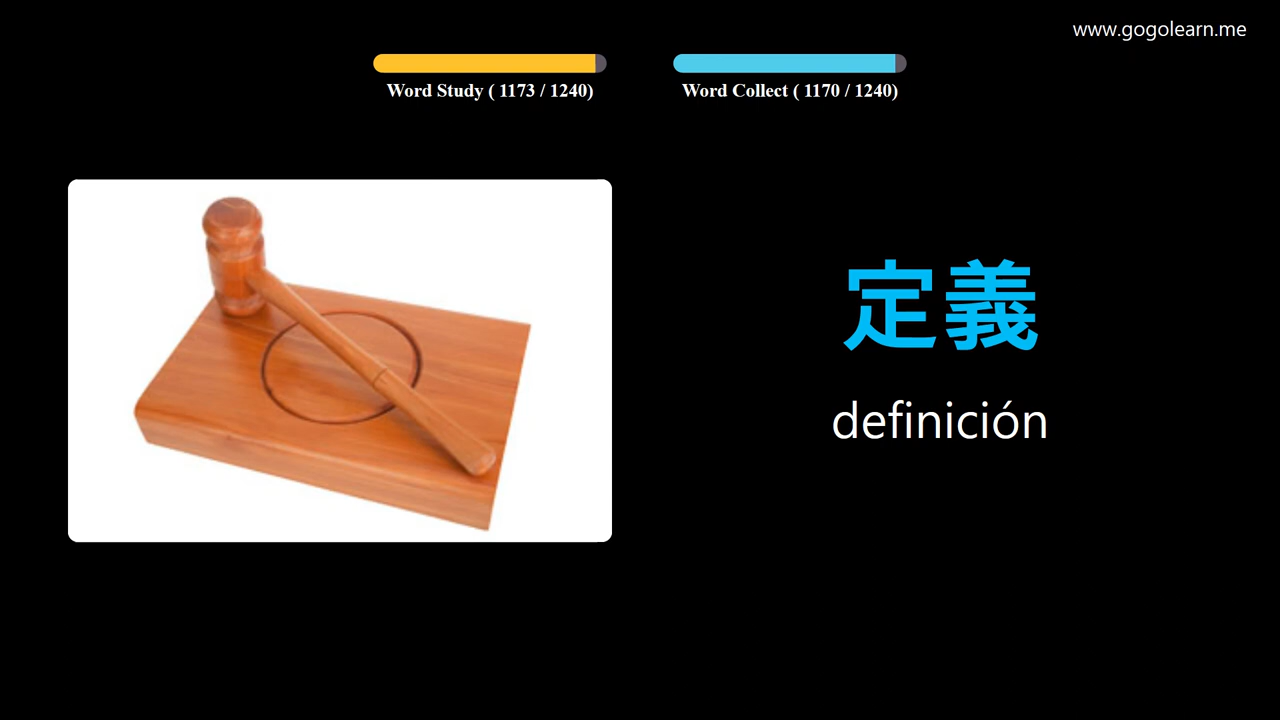 www.gogolearn.me
Word Study ( 1173 / 1240)
Word Collect ( 1170 / 1240)
定義
definición